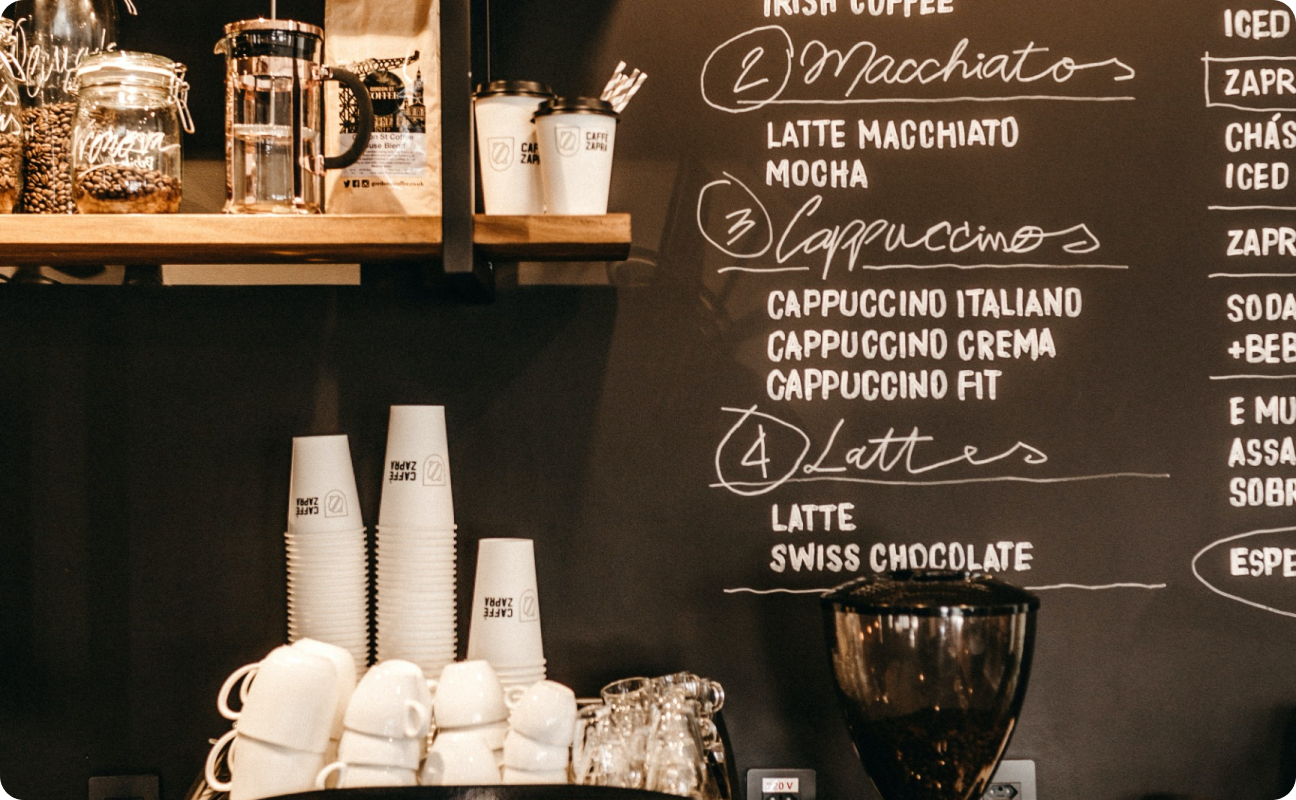 IRISH COFFEE
2 Macchiatos
LATTE MACCHIATO
MOCHA
3 Cappuccinos
CAPPUCCINO ITALIANO
CAPPUCCINO CREMA
CAPPUCCINO FIT
4 Lattes
LATTE
SWISS CHOCOLATE
ICED
ZAPR
CHÁS
ICED
ZAPR
SODA
+BEB
E MU
ASSA
SOBR
ESPE
CAFFÈ
ZAPRA
CAFFÈ
ZAPRA
CAFFÈ
ZAPRA
CAFFÈ
ZAPRA
COFFEE